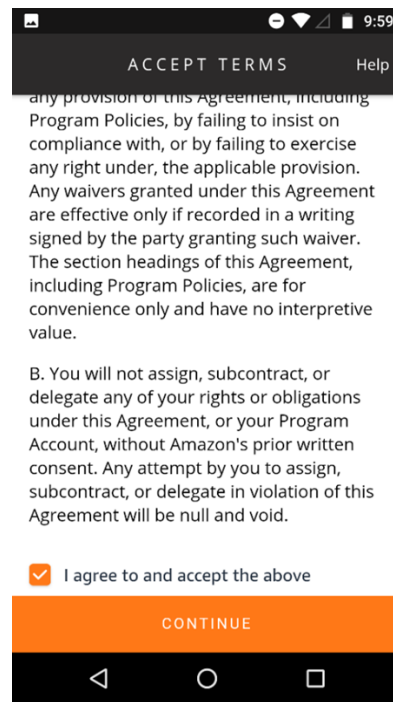 9:59
ACCEPT TERMS Help
any provision of this Agreement, including
Program Policies, by failing to insist on
compliance with, or by failing to exercise
any right under, the applicable provision.
Any waivers granted under this Agreement
are effective only if recorded in a writing
signed by the party granting such waiver.
The section headings of this Agreement,
including Program Policies, are for
convenience only and have no interpretive
value.
B. You will not assign, subcontract, or
delegate any of your rights or obligations
under this Agreement, or your Program
Account, without Amazon's prior written
consent. Any attempt by you to assign,
subcontract, or delegate in violation of this
Agreement will be null and void.
I agree to and accept the above
CONTINUE